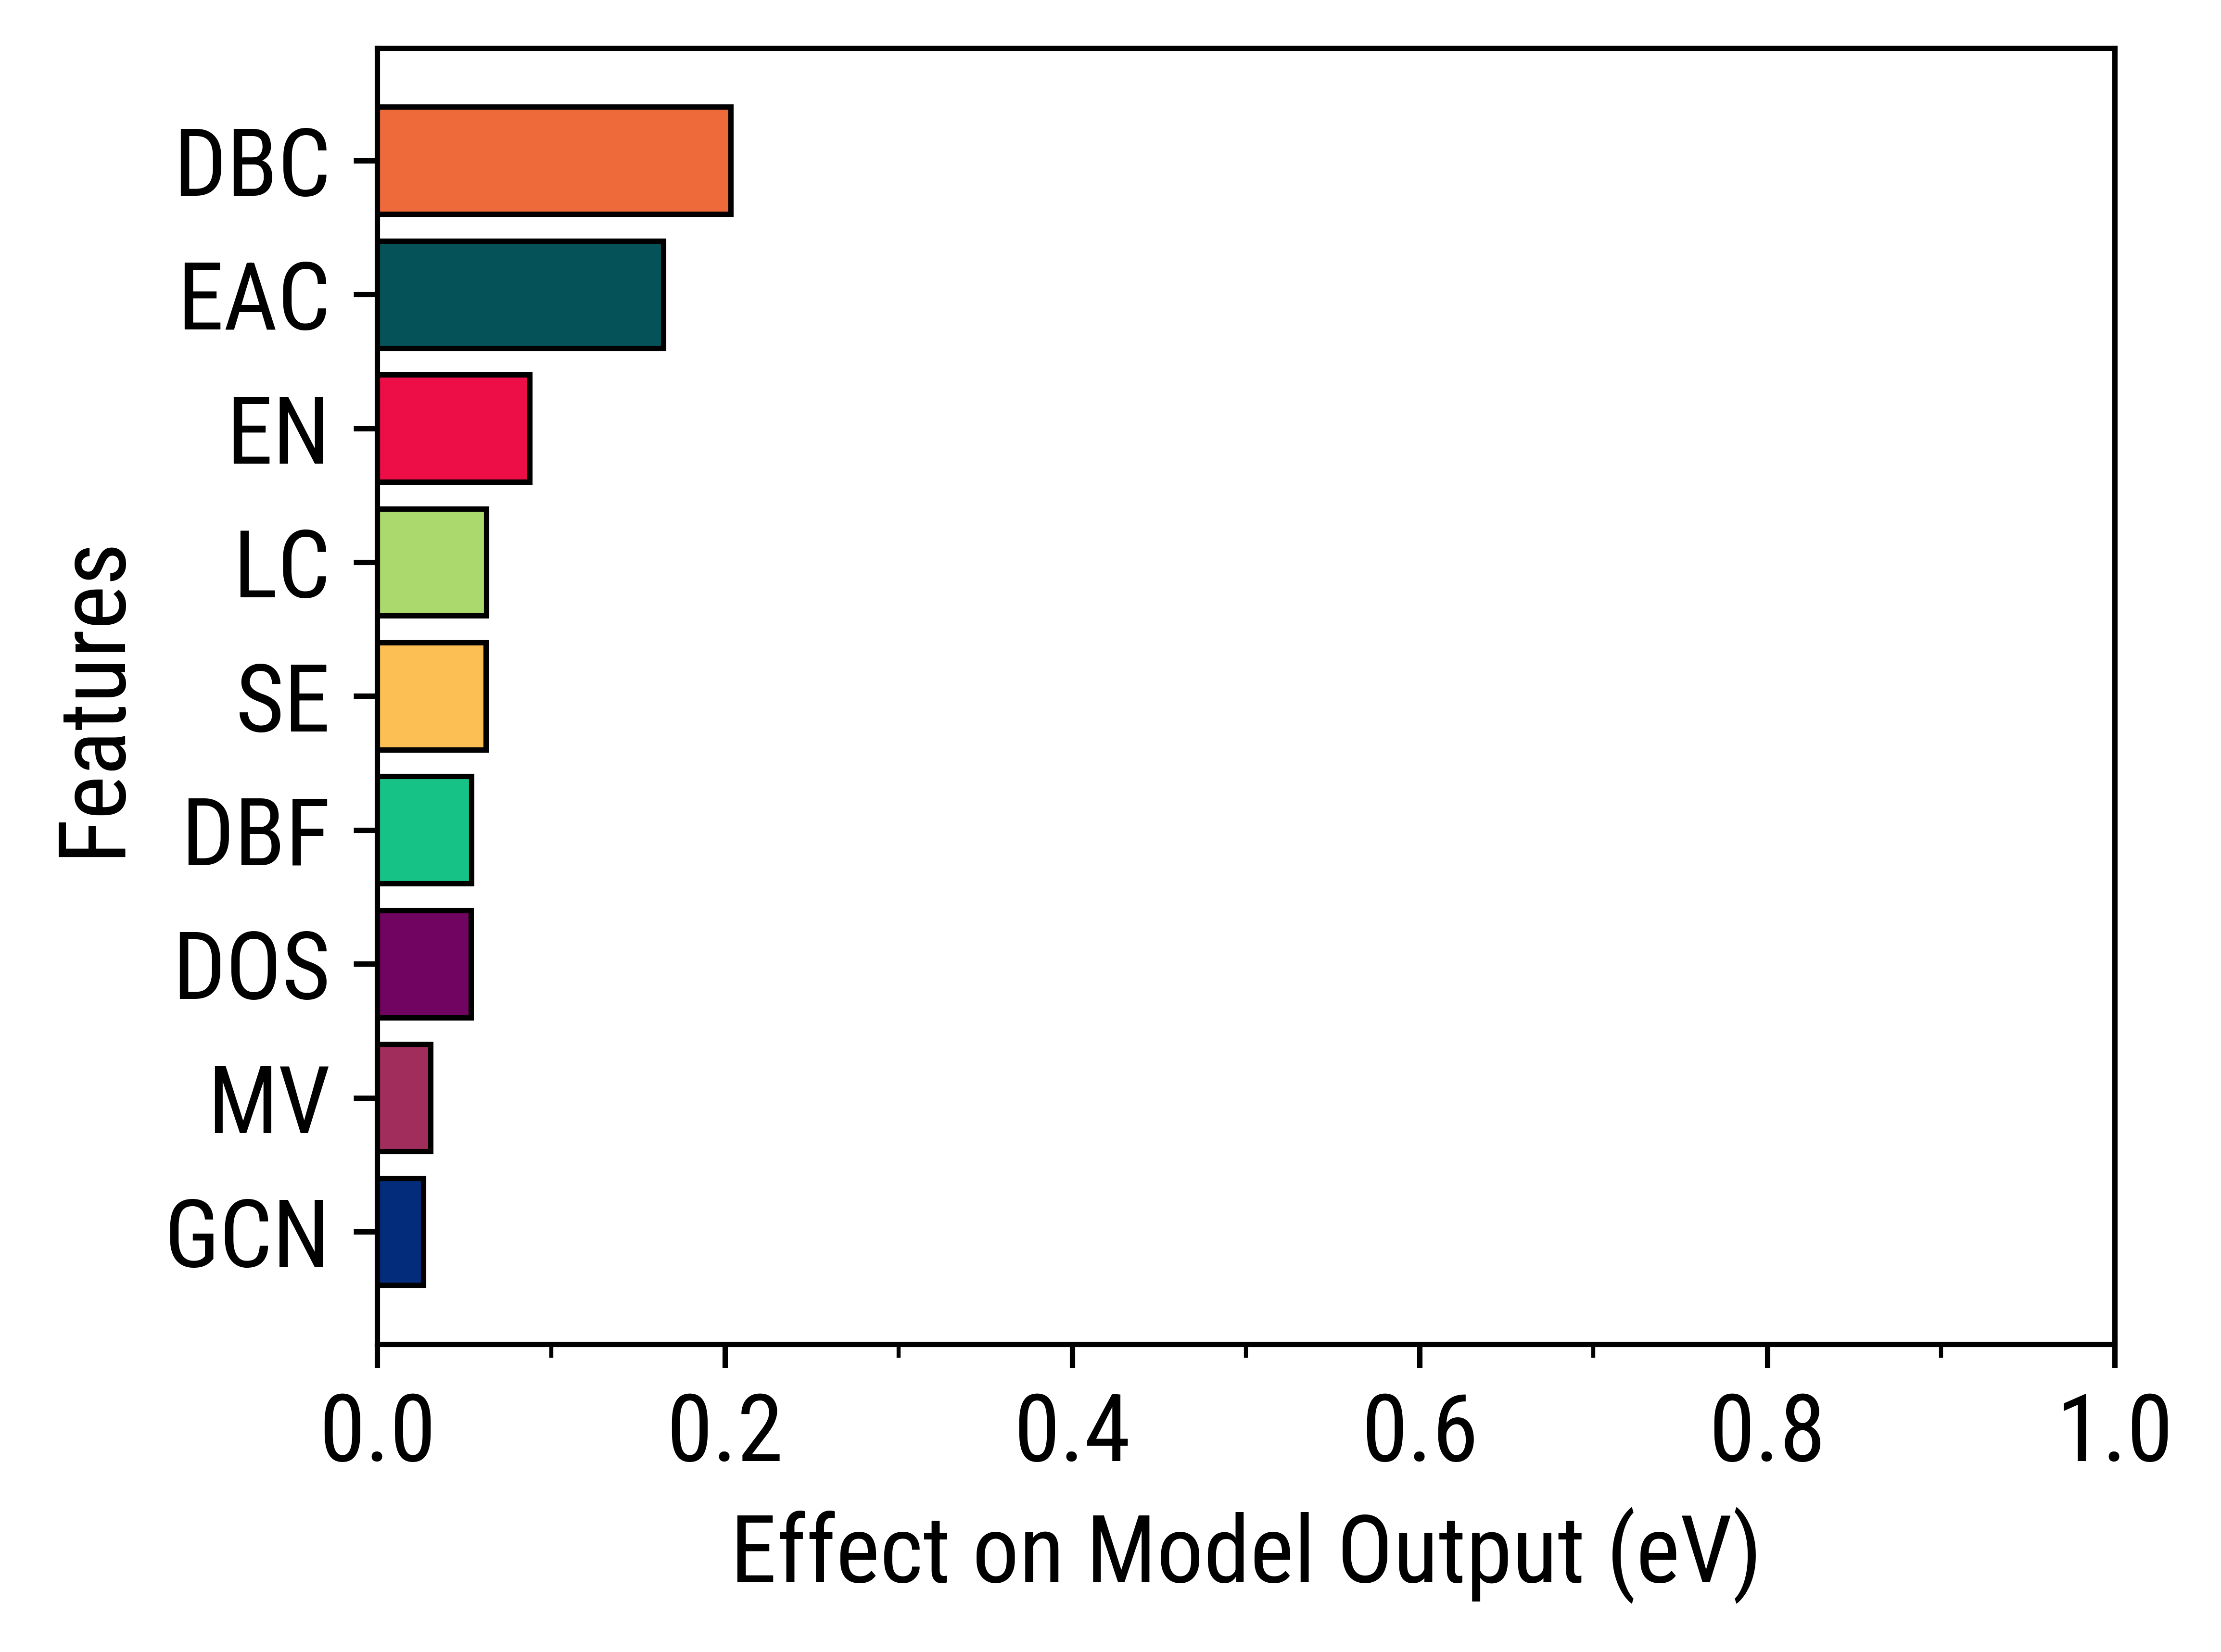 Features
DBC
EAC
EN
LC
SE
DBF
DOS
MV
GCN
0.0 0.2 0.4 0.6 0.8 1.0
Effect on Model Output (eV)